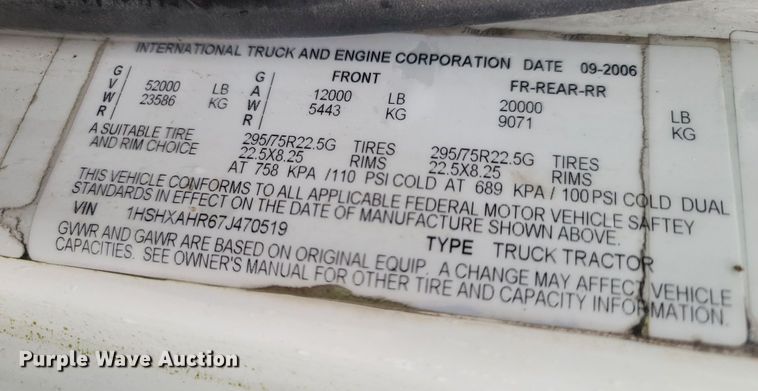 INTERNATIONAL TRUCK AND ENGINE CORPORATION DATE 09-2006
GVWR 52000 LB GAWR FRONT 12000 LB FR-REAR-RR 20000 LB
23586 KG 5443 KG 9071 KG
A SUITABLE TIRE 295/75R22.5G TIRES 295/75R22.5G TIRES
AND RIM CHOICE 22.5X8.25 RIMS 22.5X8.25 RIMS
AT 758 KPA /110 PSI COLD AT 689 KPA / 100 PSI COLD DUAL
THIS VEHICLE CONFORMS TO ALL APPLICABLE FEDERAL MOTOR VEHICLE SAFTEY
STANDARDS IN EFFECT ON THE DATE OF MANUFACTURE SHOWN ABOVE.
VIN 1HSHXAHR67J470519 TYPE TRUCK TRACTOR
GVWR AND GAWR ARE BASED ON ORIGINAL EQUIP. A CHANGE MAY AFFECT VEHICLE
CAPACITIES. SEE OWNER'S MANUAL FOR OTHER TIRE AND CAPACITY INFORMATION.
Purple Wave Auction